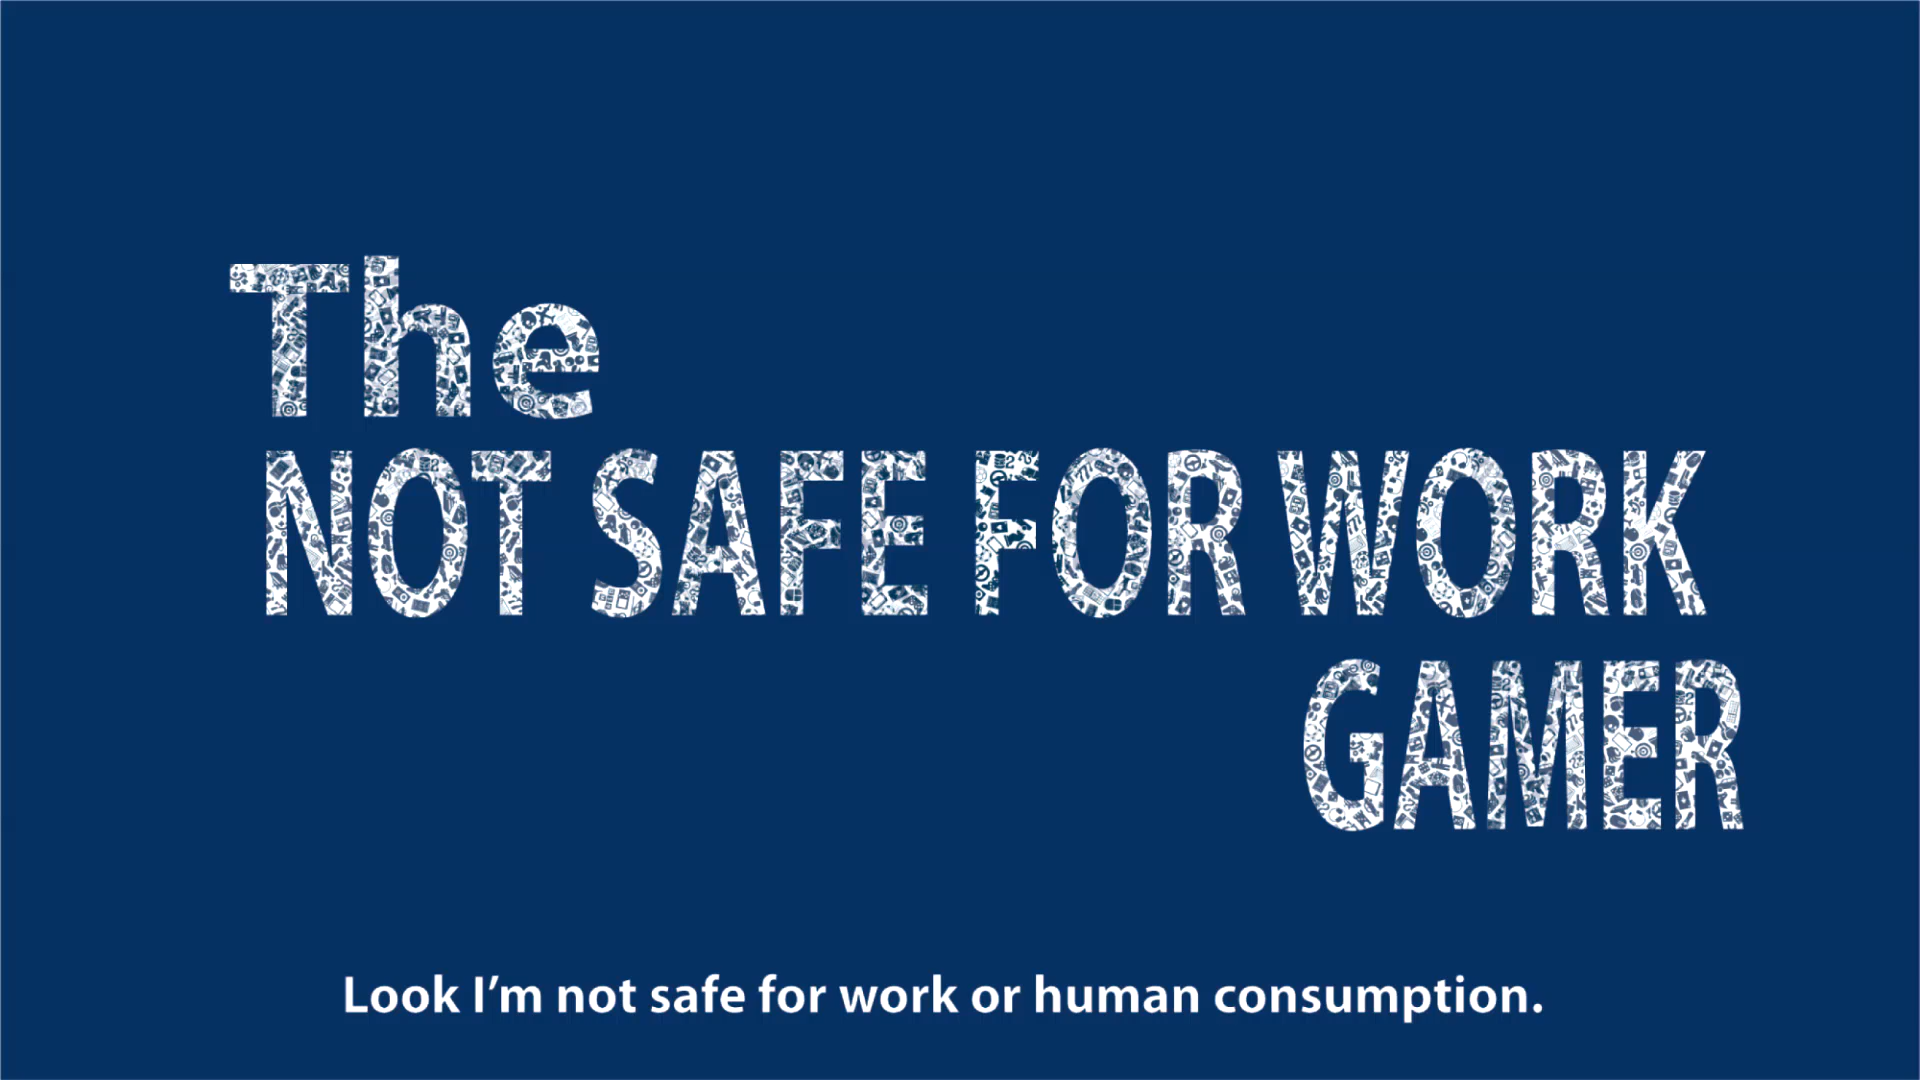 The
NOT SAFE FOR WORK
GAMER
Look I’m not safe for work or human consumption.